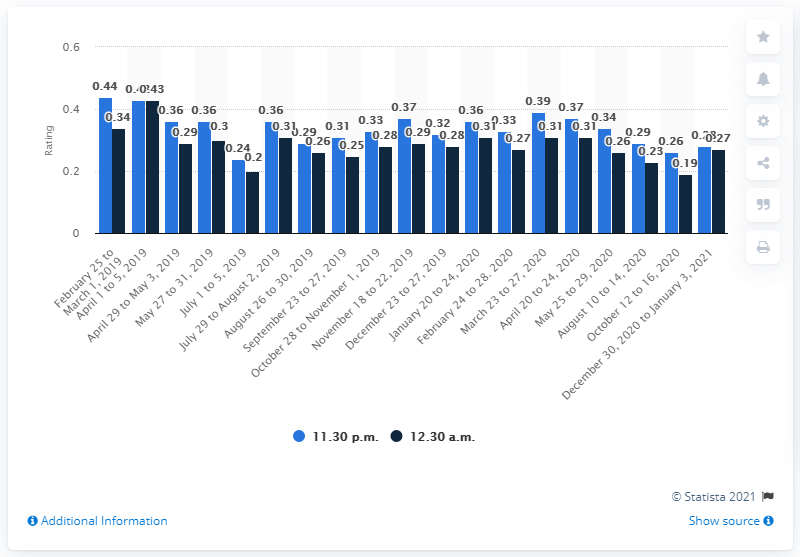 0.6
0.4
0.2
0
Rating
0.44
0.34
0.43
0.36
0.29
0.36
0.3
0.24
0.2
0.36
0.31
0.29
0.26
0.31
0.25
0.33
0.28
0.37
0.29
0.32
0.28
0.36
0.31
0.33
0.27
0.39
0.31
0.37
0.31
0.34
0.26
0.29
0.23
0.26
0.19
0.28
0.27
February 25 to
March 1, 2019
April 1 to 5, 2019
April 29 to May 3, 2019
May 27 to 31, 2019
July 1 to 5, 2019
July 29 to August 2, 2019
August 26 to 30, 2019
September 23 to 27, 2019
October 28 to November 1, 2019
November 18 to 22, 2019
December 23 to 27, 2019
January 20 to 24, 2020
February 24 to 28, 2020
March 23 to 27, 2020
April 20 to 24, 2020
May 25 to 29, 2020
August 10 to 14, 2020
October 12 to 16, 2020
December 30, 2020 to January 3, 2021
11.30 p.m.
12.30 a.m.
© Statista 2021
Additional Information
Show source